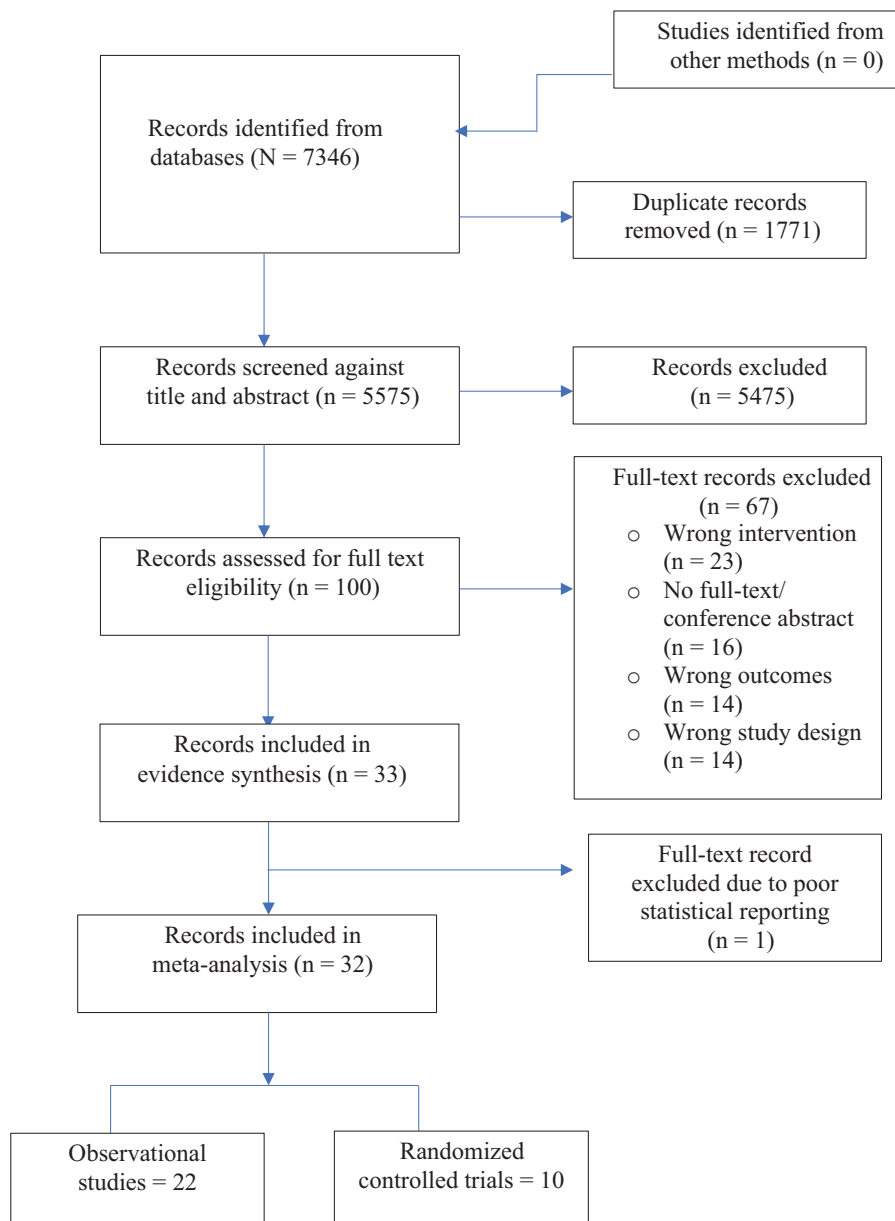 Studies identified from
other methods (n = 0)
Records identified from
databases (N = 7346)
Duplicate records
removed (n = 1771)
Records screened against
title and abstract (n = 5575)
Records excluded
(n = 5475)
Full-text records excluded
(n = 67)
o Wrong intervention
(n = 23)
o No full-text/
conference abstract
(n = 16)
o Wrong outcomes
(n = 14)
o Wrong study design
(n = 14)
Records assessed for full text
eligibility (n = 100)
Records included in
evidence synthesis (n = 33)
Full-text record
excluded due to poor
statistical reporting
(n = 1)
Records included in
meta-analysis (n = 32)
Observational
studies = 22
Randomized
controlled trials = 10